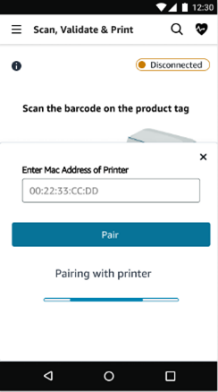 12:30
Scan, Validate & Print
Disconnected
Scan the barcode on the product tag
Enter Mac Address of Printer
00:22:33:CC:DD
Pair
Pairing with printer